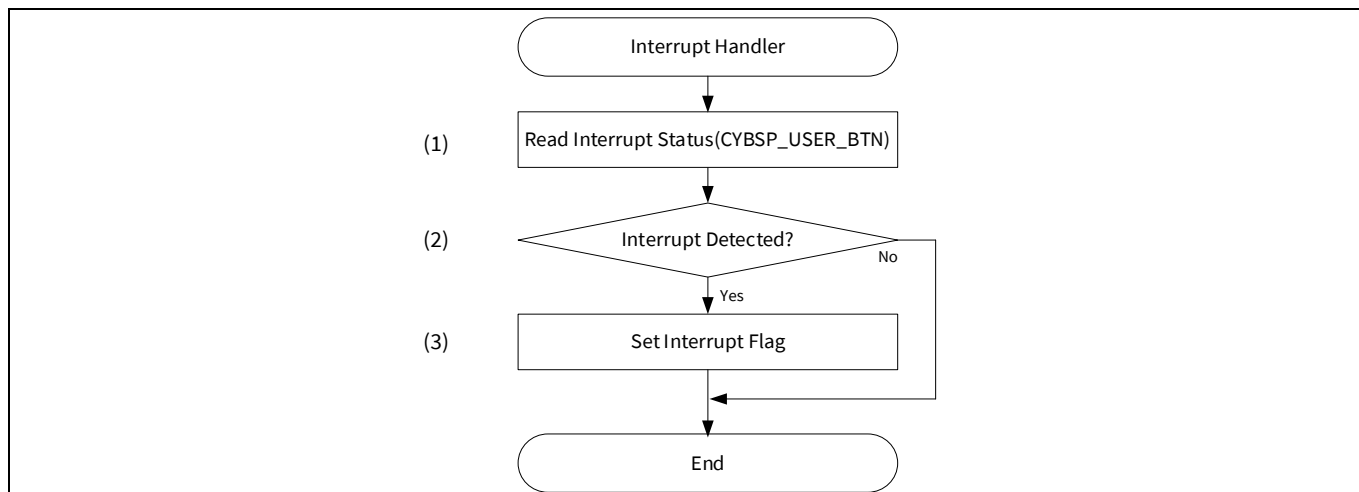 Interrupt Handler
(1)
Read Interrupt Status(CYBSP_USER_BTN)
(2)
Interrupt Detected?
No
Yes
(3)
Set Interrupt Flag
End